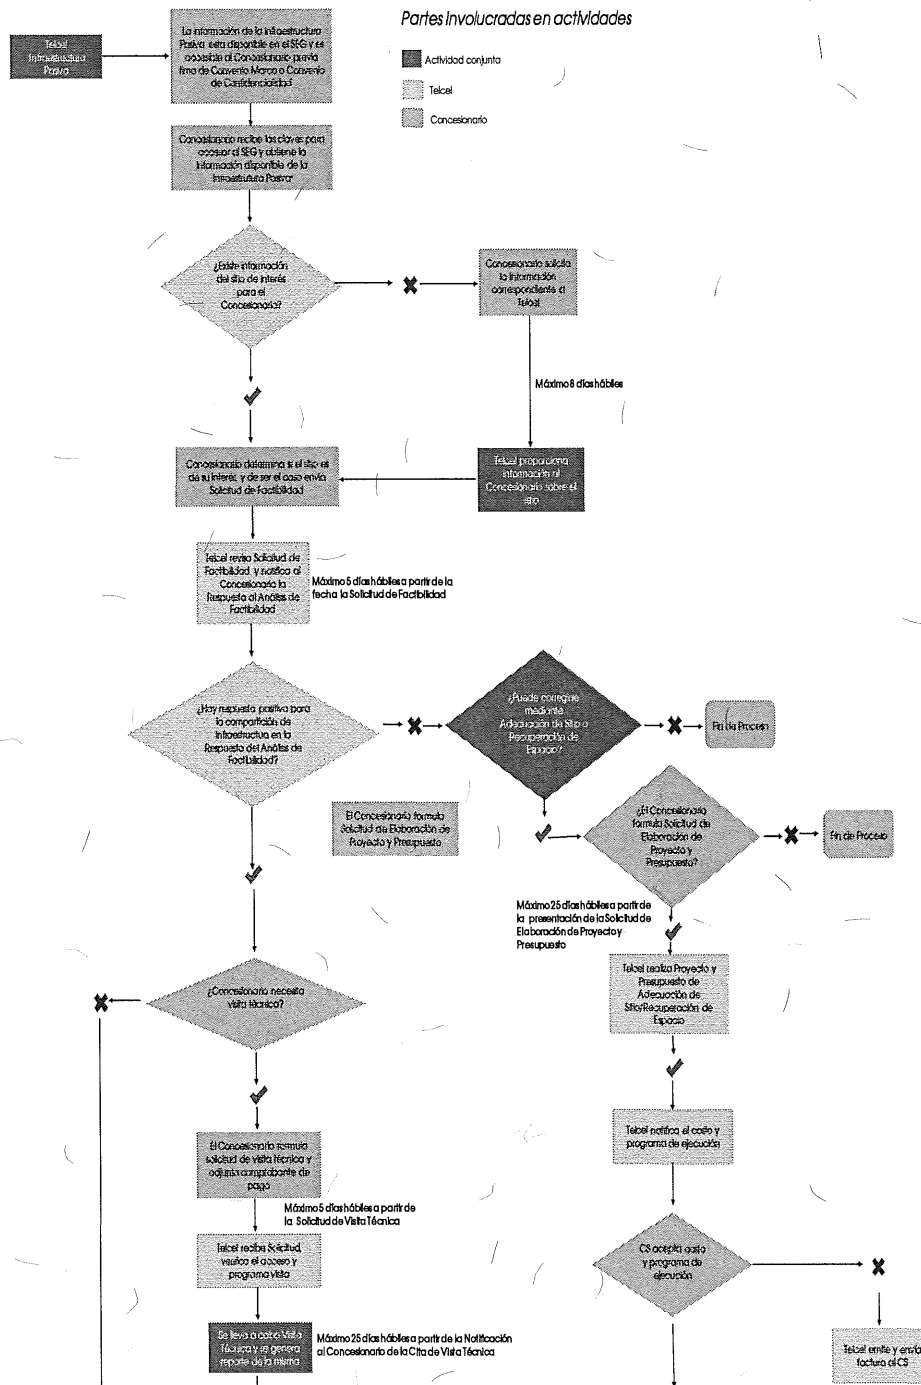 Partes Involucradas en actividades
Actividad conjunta
Telcel
Concesionario
Telcel
Infraestructura
Pasiva
La información de la Infraestructura
Pasiva está disponible en el SEG y es
accesible al Concesionario previa
firma de Convenio Marco o Convenio
de Confidencialidad
Concesionario recibe las claves para
accesar al SEG y obtiene la
Información disponible de la
Infraestrutura Pasiva
¿Existe información
del sitio de interés
para el
Concesionario?
Concesionario solicita
la información
correspondiente a
Telcel
Máximo 8 días hábiles
Concesionario determina si el sitio es
de su interés, y de ser el caso envía
Solicitud de Factibilidad
Telcel proporciona
información al
Concesionario sobre el
sitio
Telcel revisa Solicitud de
Factibilidad y notifica al
Concesionario la
Respuesta al Análisis de
Factibilidad
Máximo 5 días hábiles a partir de la
fecha la Solicitud de Factibilidad
¿Hay respuesta positiva para
la compartición de
Infraestructura en la
Respuesta del Análisis de
Factibilidad?
¿Puede corregirse
mediante
Adecuación de Sitio o
Recuperación de
Espacio?
Fin de Proceso
El Concesionario formula
Solicitud de Elaboración de
Proyecto y Presupuesto
¿El Concesionario
formula Solicitud de
Elaboración de
Proyecto y
Presupuesto?
Fin de Proceso
Máximo 25 días hábiles a partir de
la presentación de la Solicitud de
Elaboración de Proyecto y
Presupuesto
¿Concesionario necesita
visita técnica?
Telcel realiza Proyecto y
Presupuesto de
Adecuación de
Sitio/Recuperación de
Espacio
El Concesionario formula
solicitud de visita Técnica y
adjunta comprobante de
pago
Telcel notifica el costo y
programa de ejecución
Máximo 5 días hábiles a partir de
la Solicitud de Visita Técnica
Telcel recibe Solicitud,
verifica el acceso y
programa visita
CS acepta costo
y programa de
ejecución
Se lleva a cabo Visita
Técnica y se genera
reporte de la misma
Máximo 25 días hábiles a partir de la Notificación
al Concesionario de la Cita de Visita Técnica
Telcel emite y envía
factura al CS